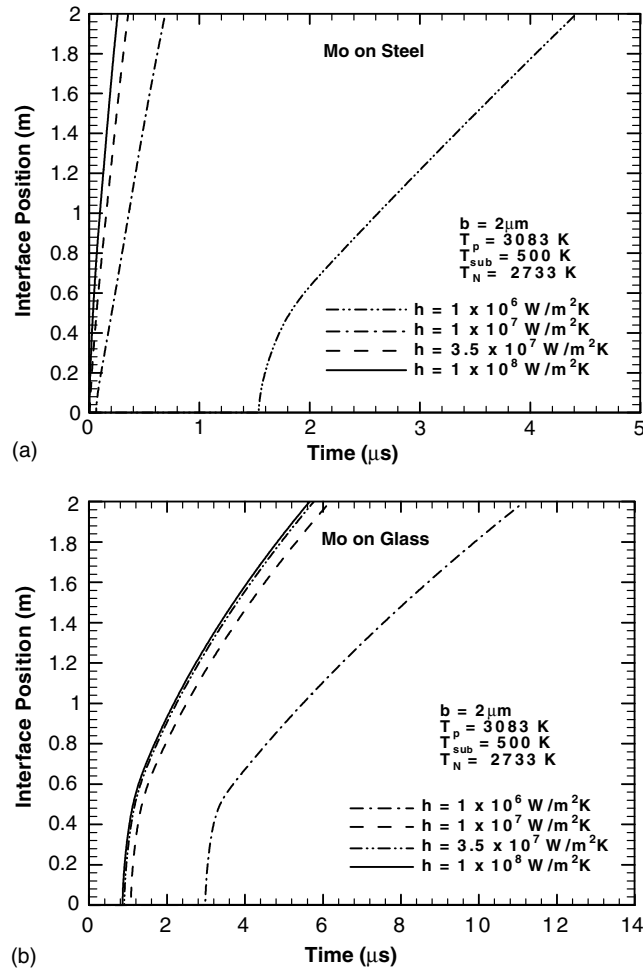 2
1.8
1.6
1.4
1.2
1
0.8
0.6
0.4
0.2
0
Interface Position (m)
Mo on Steel
b = 2μm
T_p = 3083 K
T_sub = 500 K
T_N = 2733 K
h = 1 x 10^6 W/m^2K
h = 1 x 10^7 W/m^2K
h = 3.5 x 10^7 W/m^2K
h = 1 x 10^8 W/m^2K
0 1 2 3 4 5
(a)
Time (μs)
2
1.8
1.6
1.4
1.2
1
0.8
0.6
0.4
0.2
0
Interface Position (m)
Mo on Glass
b = 2μm
T_p = 3083 K
T_sub = 500 K
T_N = 2733 K
h = 1 x 10^6 W/m^2K
h = 1 x 10^7 W/m^2K
h = 3.5 x 10^7 W/m^2K
h = 1 x 10^8 W/m^2K
0 2 4 6 8 10 12 14
(b)
Time (μs)